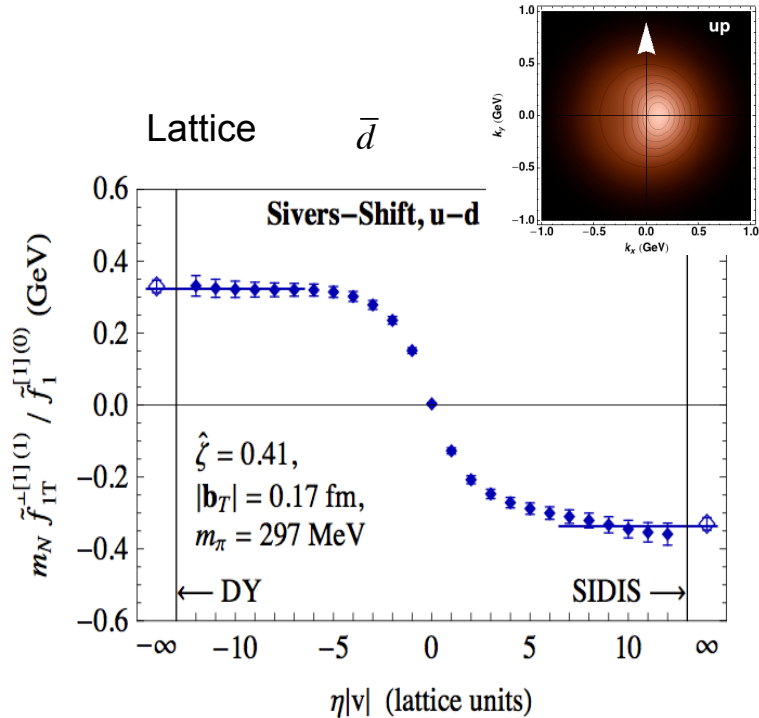 up
1.0
0.5
0.0
−0.5
−1.0
k_y (GeV)
−1.0 −0.5 0.0 0.5 1.0
k_x (GeV)
Lattice d̅
Sivers−Shift, u−d
0.6
0.4
0.2
0.0
−0.2
−0.4
−0.6
m_N f̃_{1T}^{⊥[1](1)} / f̃_1^{[1](0)} (GeV)
ζ̂ = 0.41,
|b_T| = 0.17 fm,
m_π = 297 MeV
← DY SIDIS →
−∞ −10 −5 0 5 10 ∞
η|v| (lattice units)